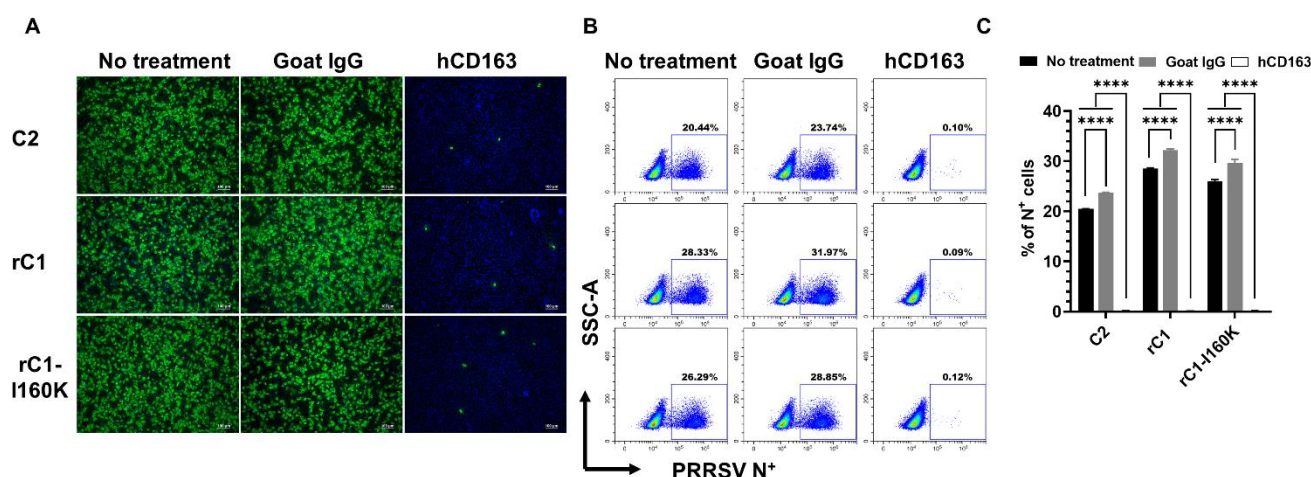 A
No treatment Goat IgG hCD163
C2
rC1
rC1-
I160K
B
No treatment Goat IgG hCD163
20.44% 23.74% 0.10%
28.33% 31.97% 0.09%
26.29% 28.85% 0.12%
SSC-A
PRRSV N⁺
C
No treatment Goat IgG hCD163
**** **** ****
**** **** ****
% of N⁺ cells
40
30
20
10
0
C2 rC1 rC1-I160K